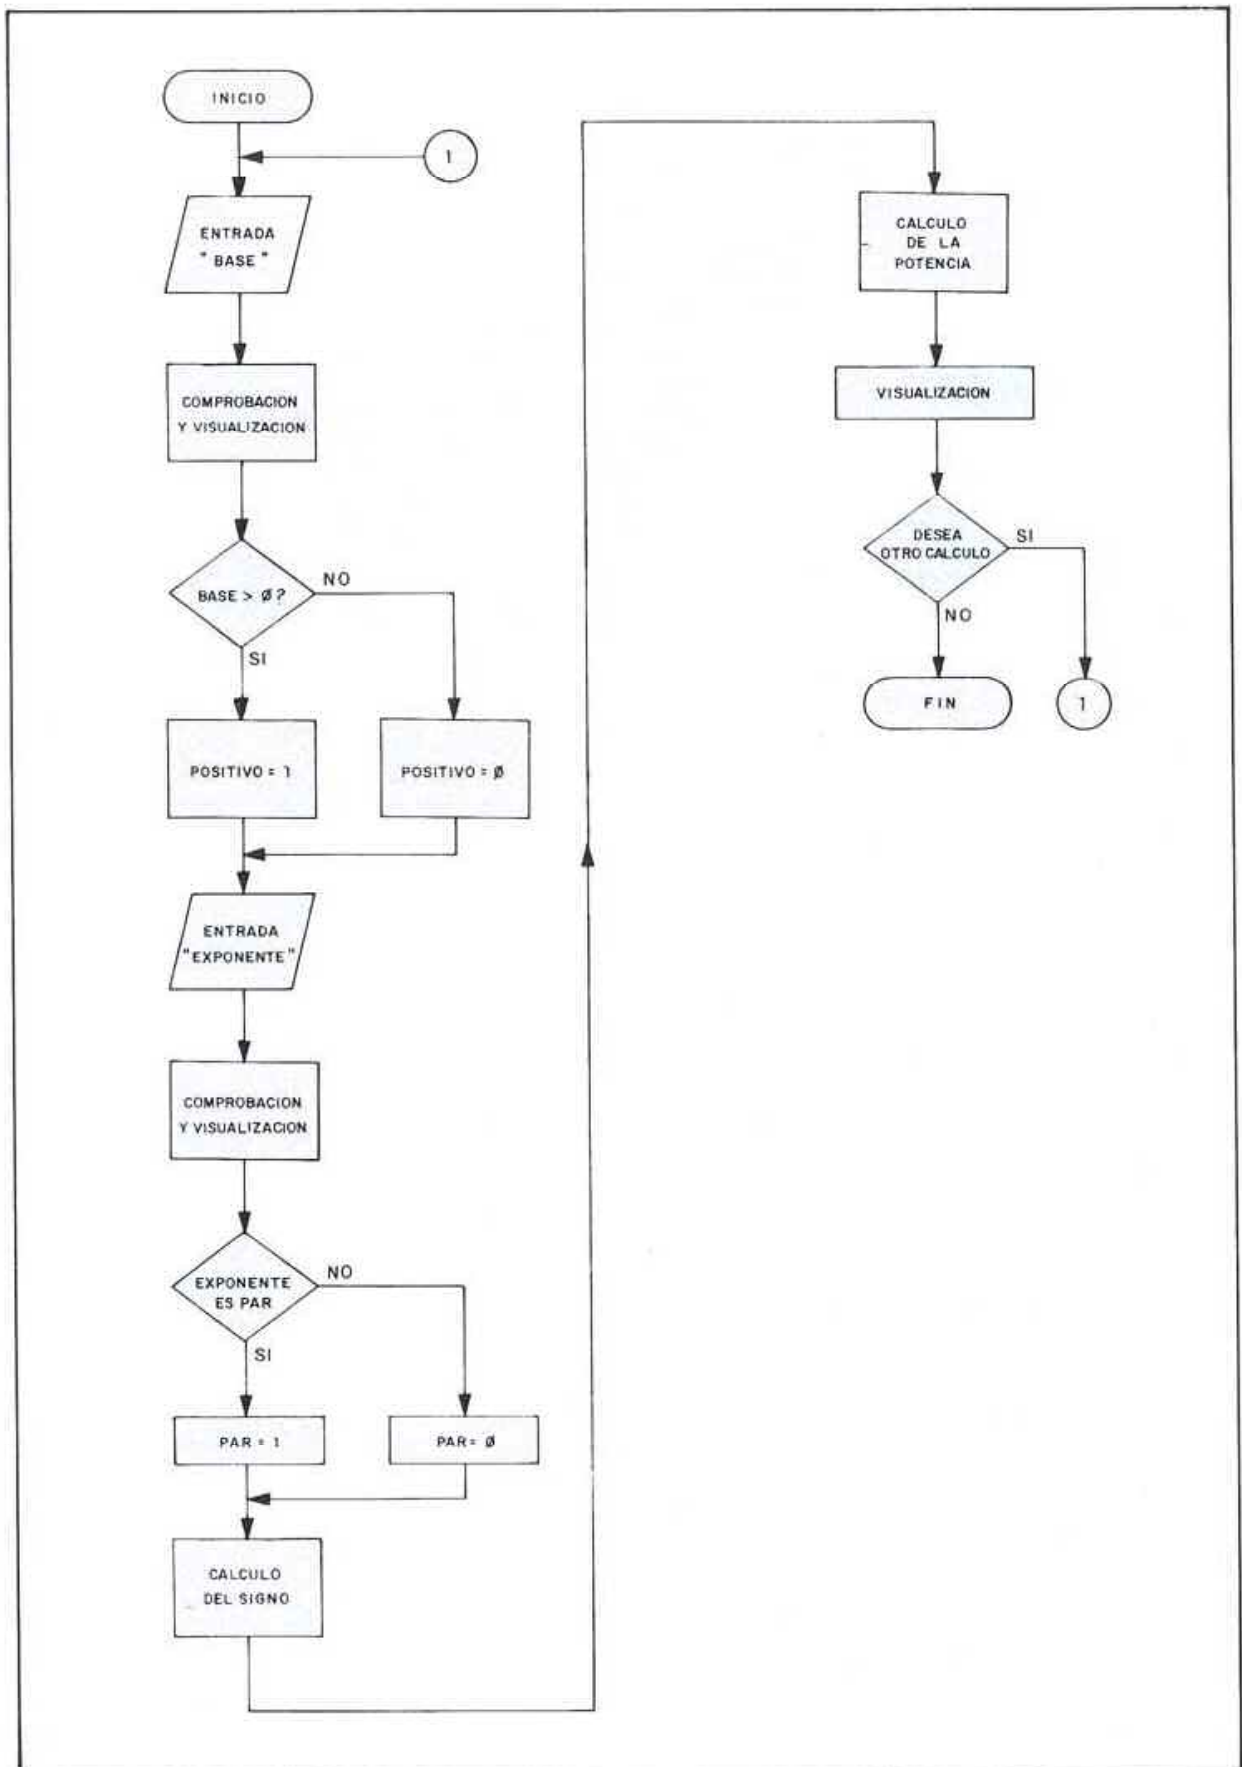 INICIO
1
ENTRADA
"BASE"
COMPROBACION
Y VISUALIZACION
BASE > Ø?
NO
SI
POSITIVO = 1
POSITIVO = Ø
ENTRADA
"EXPONENTE"
COMPROBACION
Y VISUALIZACION
EXPONENTE
ES PAR
NO
SI
PAR = 1
PAR = Ø
CALCULO
DEL SIGNO
CALCULO
DE LA
POTENCIA
VISUALIZACION
DESEA
OTRO CALCULO
SI
NO
FIN
1